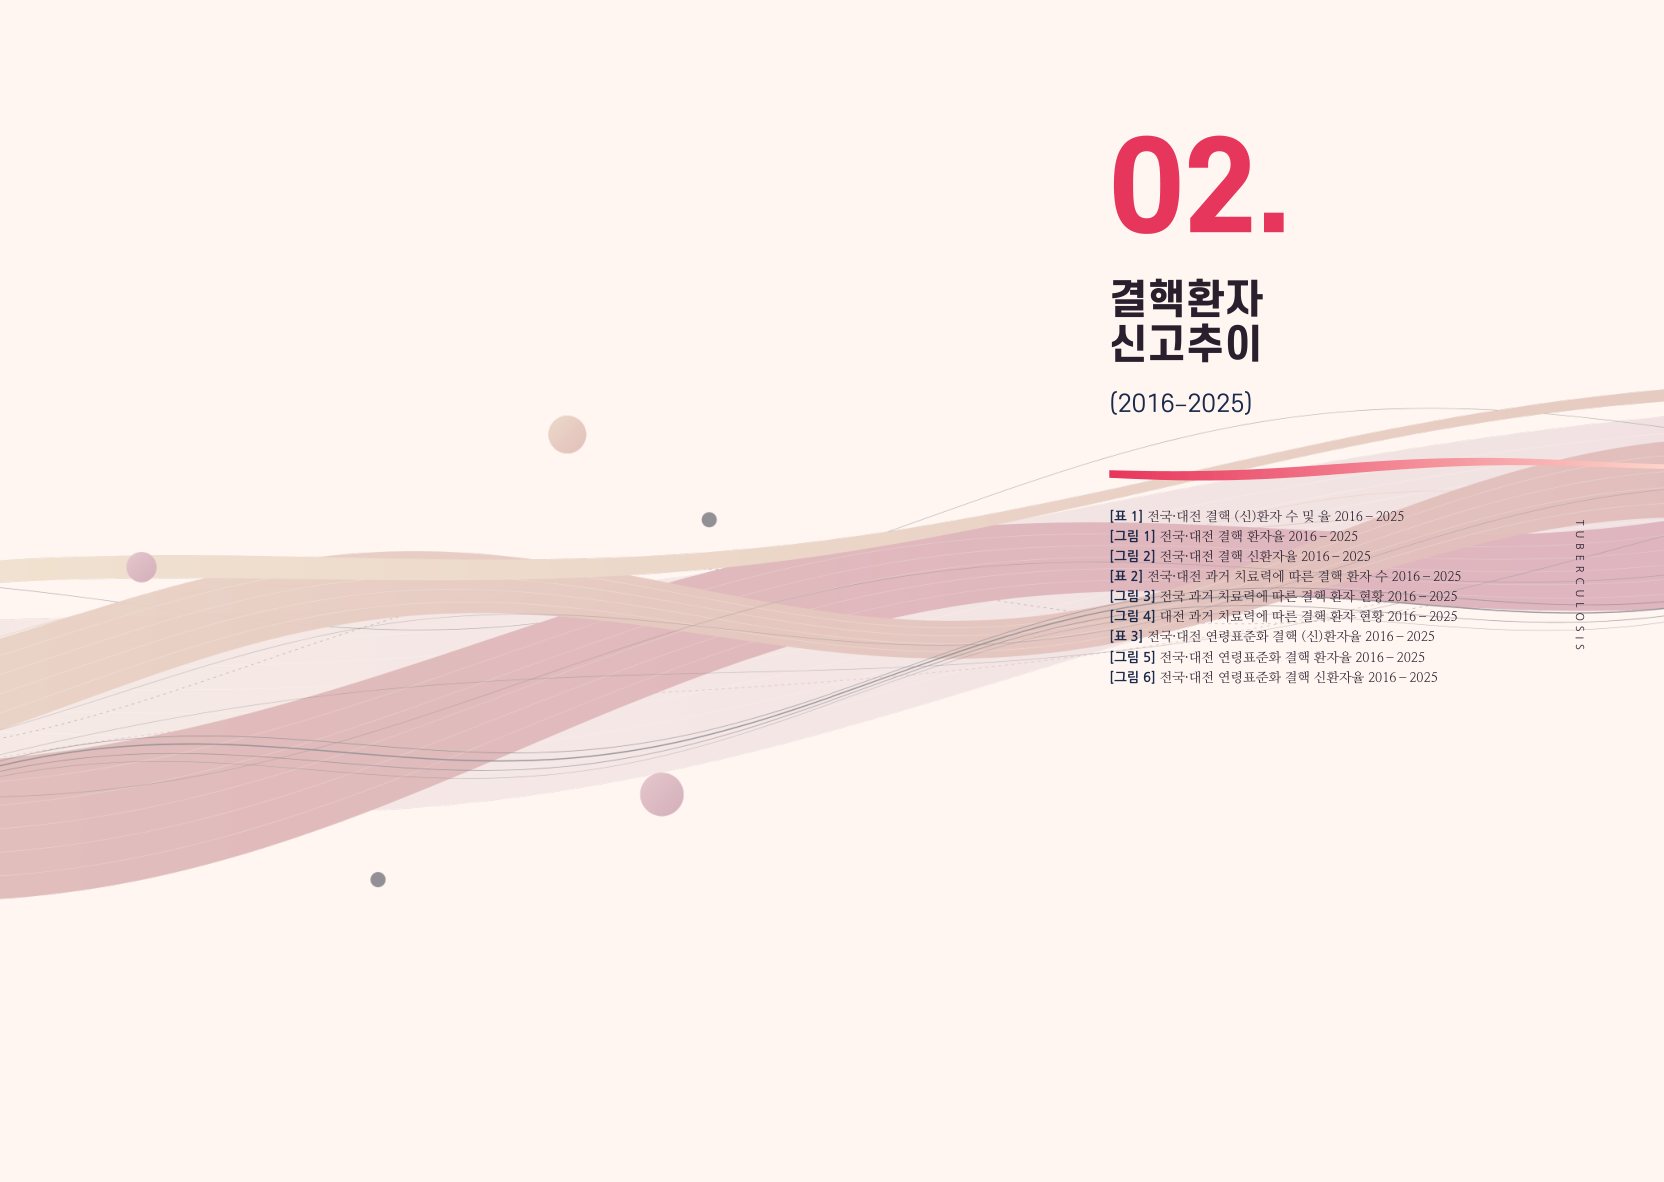 02.
결핵환자
신고추이
(2016–2025)
[표 1] 전국·대전 결핵 (신)환자 수 및 율 2016–2025
[그림 1] 전국·대전 결핵 환자율 2016–2025
[그림 2] 전국·대전 결핵 신환자율 2016–2025
[표 2] 전국·대전 과거 치료력에 따른 결핵 환자 수 2016–2025
[그림 3] 전국 과거 치료력에 따른 결핵 환자 현황 2016–2025
[그림 4] 대전 과거 치료력에 따른 결핵 환자 현황 2016–2025
[표 3] 전국·대전 연령표준화 결핵 (신)환자율 2016–2025
[그림 5] 전국·대전 연령표준화 결핵 환자율 2016–2025
[그림 6] 전국·대전 연령표준화 결핵 신환자율 2016–2025
TUBERCULOSIS